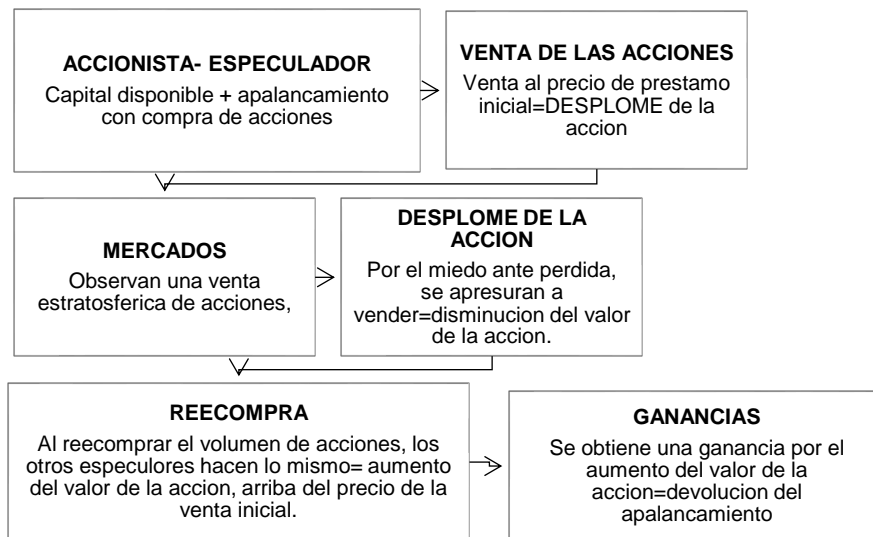 ACCIONISTA- ESPECULADOR
Capital disponible + apalancamiento
con compra de acciones
VENTA DE LAS ACCIONES
Venta al precio de prestamo
inicial=DESPLOME de la
accion
MERCADOS
Observan una venta
estratosferica de acciones,
DESPLOME DE LA
ACCION
Por el miedo ante perdida,
se apresuran a
vender=disminucion del valor
de la accion.
REECOMPRA
Al reecomprar el volumen de acciones, los
otros especulores hacen lo mismo= aumento
del valor de la accion, arriba del precio de la
venta inicial.
GANANCIAS
Se obtiene una ganancia por el
aumento del valor de la
accion=devolucion del
apalancamiento